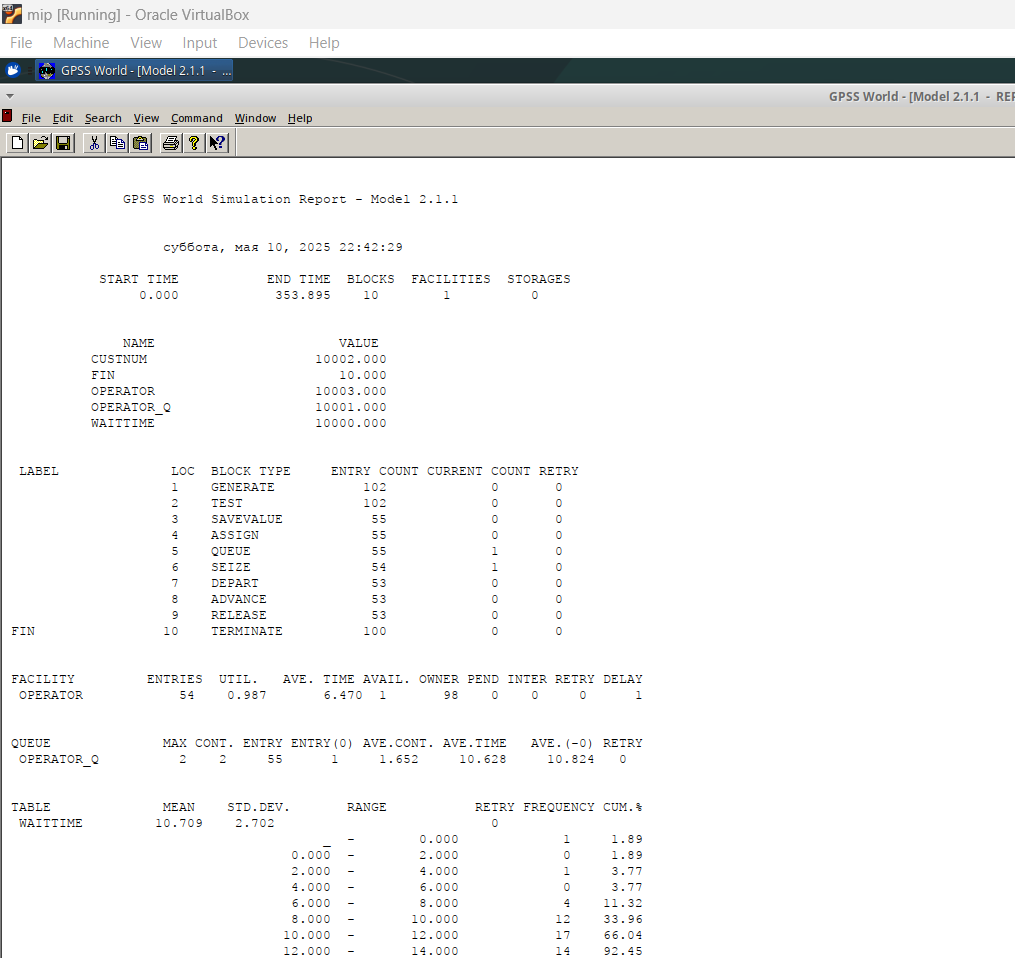 mip [Running] - Oracle VirtualBox
File Machine View Input Devices Help
GPSS World - [Model 2.1.1 - ...
GPSS World - [Model 2.1.1 - REP
File Edit Search View Command Window Help
GPSS World Simulation Report - Model 2.1.1
суббота, мая 10, 2025 22:42:29
START TIME END TIME BLOCKS FACILITIES STORAGES
0.000 353.895 10 1 0
NAME VALUE
CUSTNUM 10002.000
FIN 10.000
OPERATOR 10003.000
OPERATOR_Q 10001.000
WAITTIME 10000.000
LABEL LOC BLOCK TYPE ENTRY COUNT CURRENT COUNT RETRY
1 GENERATE 102 0 0
2 TEST 102 0 0
3 SAVEVALUE 55 0 0
4 ASSIGN 55 0 0
5 QUEUE 55 1 0
6 SEIZE 54 1 0
7 DEPART 53 0 0
8 ADVANCE 53 0 0
9 RELEASE 53 0 0
FIN 10 TERMINATE 100 0 0
FACILITY ENTRIES UTIL. AVE. TIME AVAIL. OWNER PEND INTER RETRY DELAY
OPERATOR 54 0.987 6.470 1 98 0 0 0 1
QUEUE MAX CONT. ENTRY ENTRY(0) AVE.CONT. AVE.TIME AVE.(-0) RETRY
OPERATOR_Q 2 2 55 1 1.652 10.628 10.824 0
TABLE MEAN STD.DEV. RANGE RETRY FREQUENCY CUM.%
WAITTIME 10.709 2.702 0
_ - 0.000 1 1.89
0.000 - 2.000 0 1.89
2.000 - 4.000 1 3.77
4.000 - 6.000 0 3.77
6.000 - 8.000 4 11.32
8.000 - 10.000 12 33.96
10.000 - 12.000 17 66.04
12.000 - 14.000 14 92.45